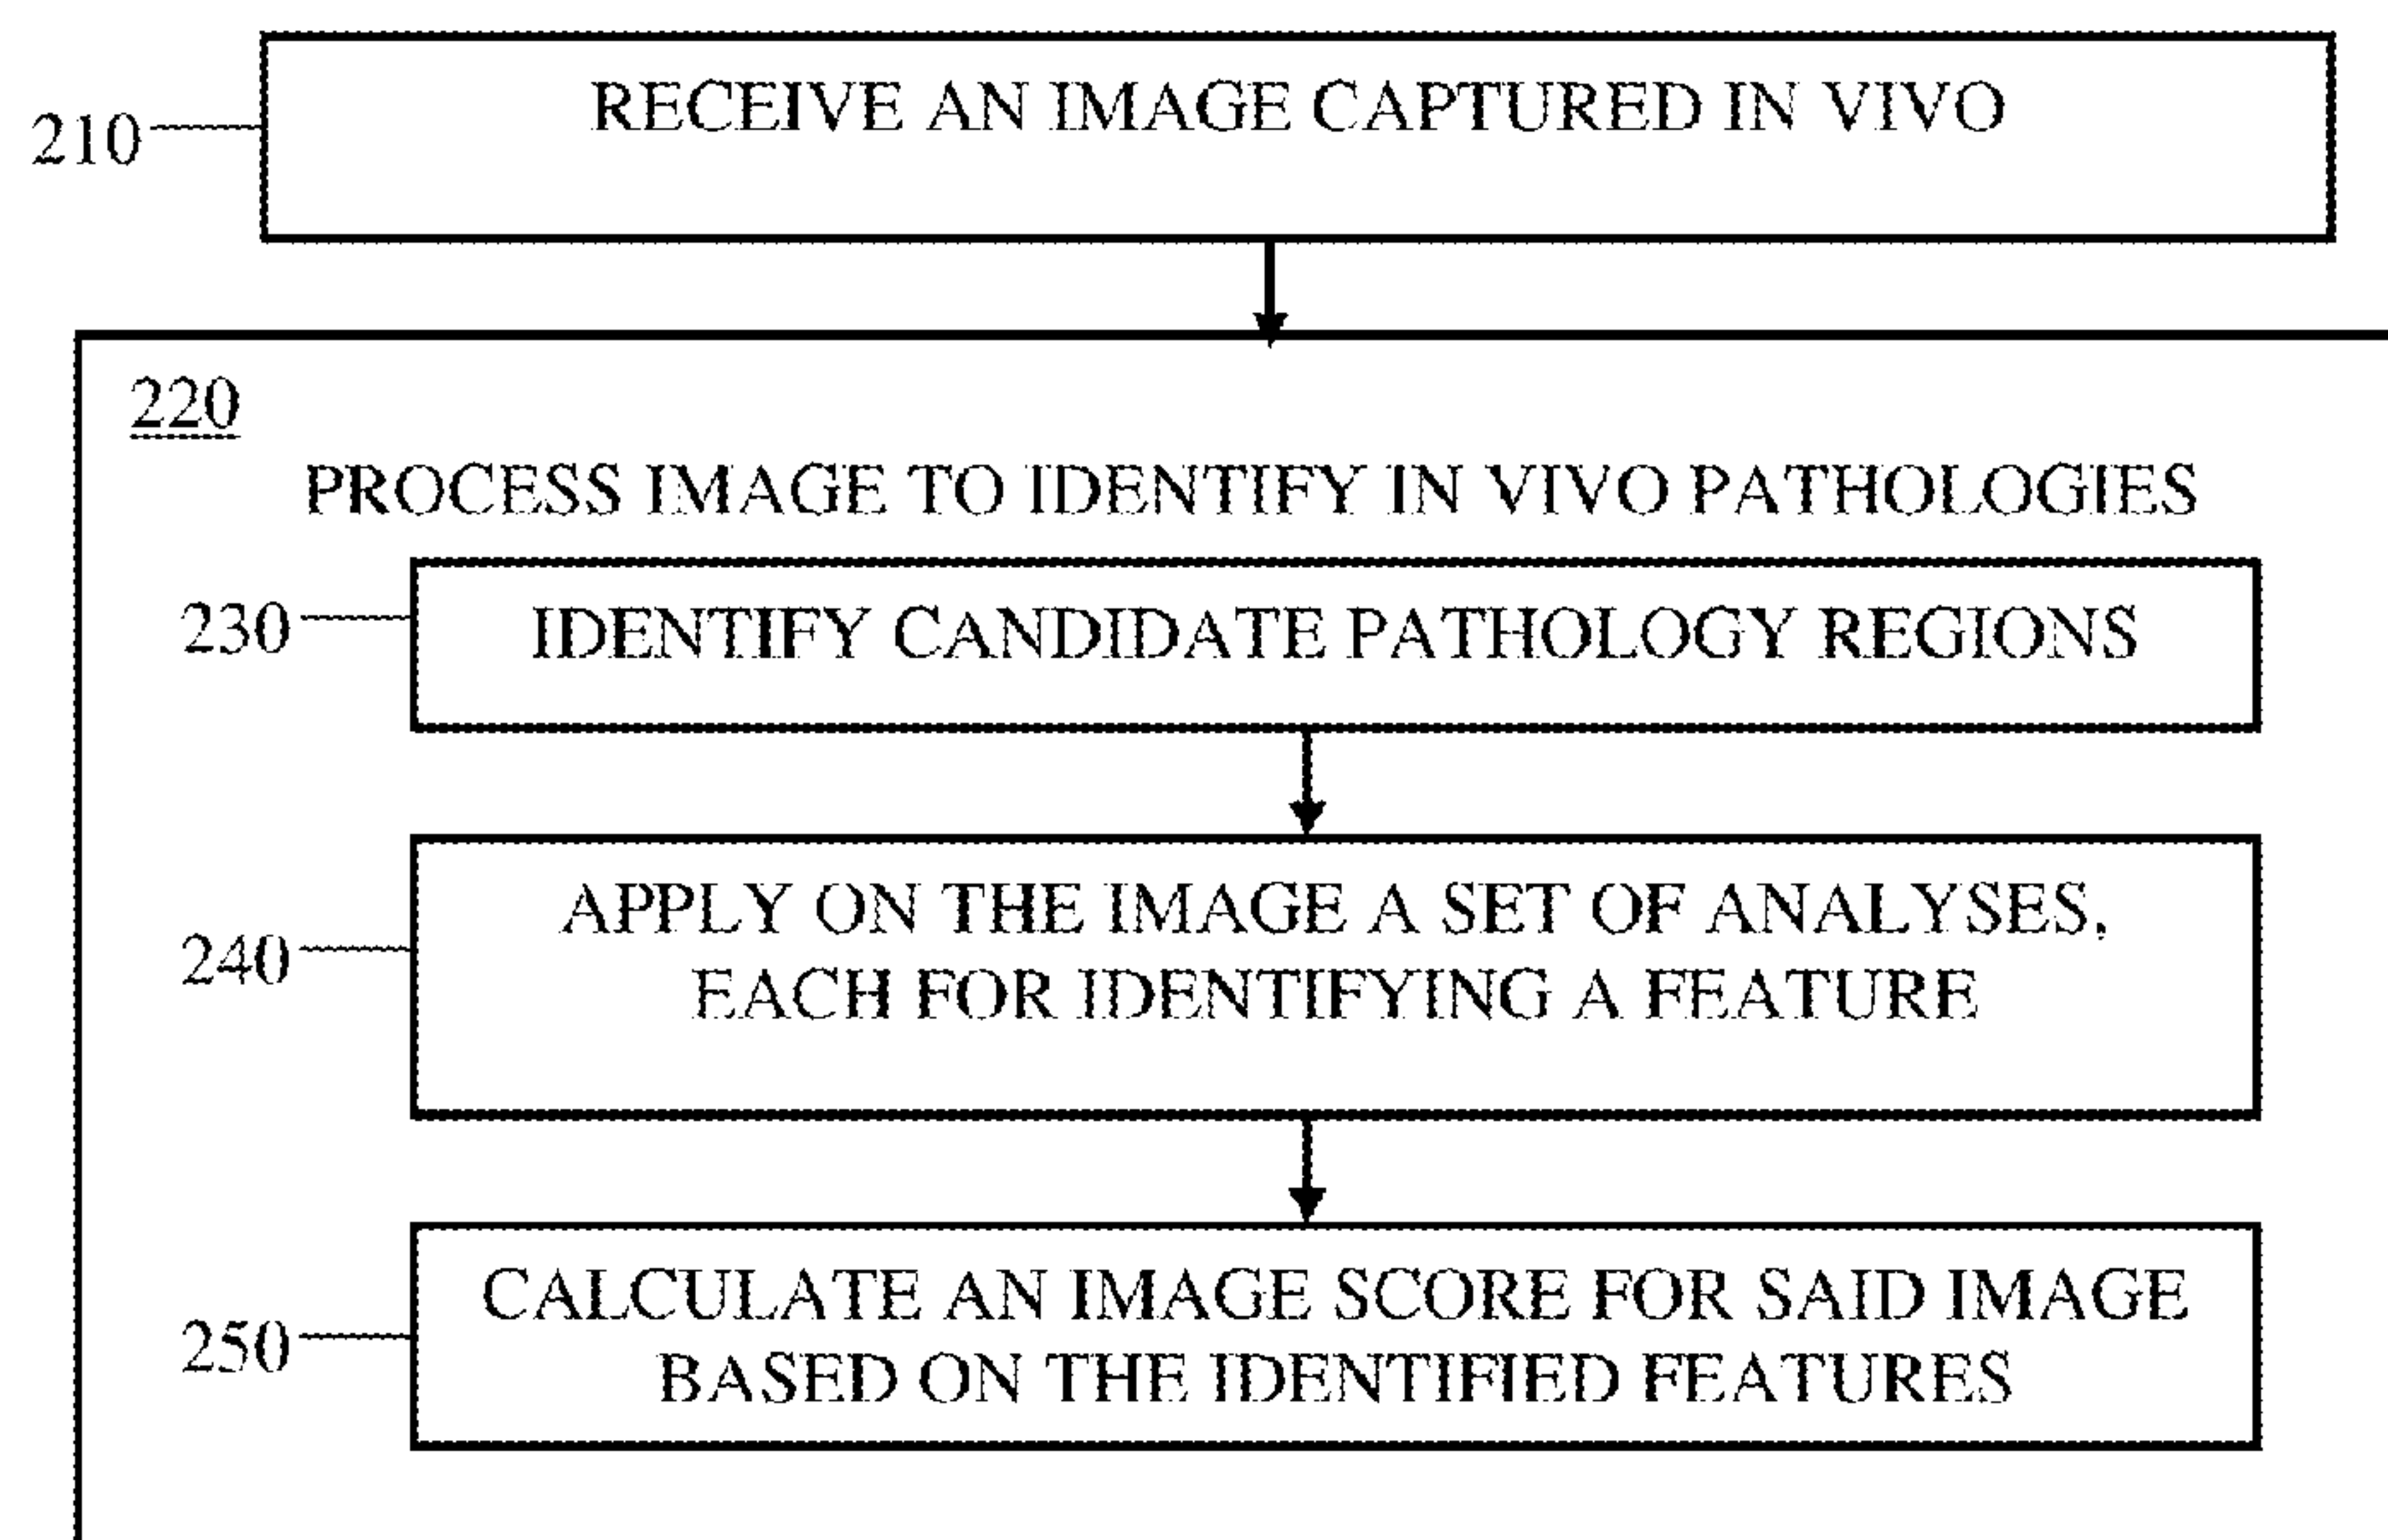 RECEIVE AN IMAGE CAPTURED IN VIVO
210
220
PROCESS IMAGE TO IDENTIFY IN VIVO PATHOLOGIES
230
IDENTIFY CANDIDATE PATHOLOGY REGIONS
APPLY ON THE IMAGE A SET OF ANALYSES,
240
EACH FOR IDENTIFYING A FEATURE
CALCULATE AN IMAGE SCORE FOR SAID IMAGE
250
BASED ON THE IDENTIFIED FEATURES